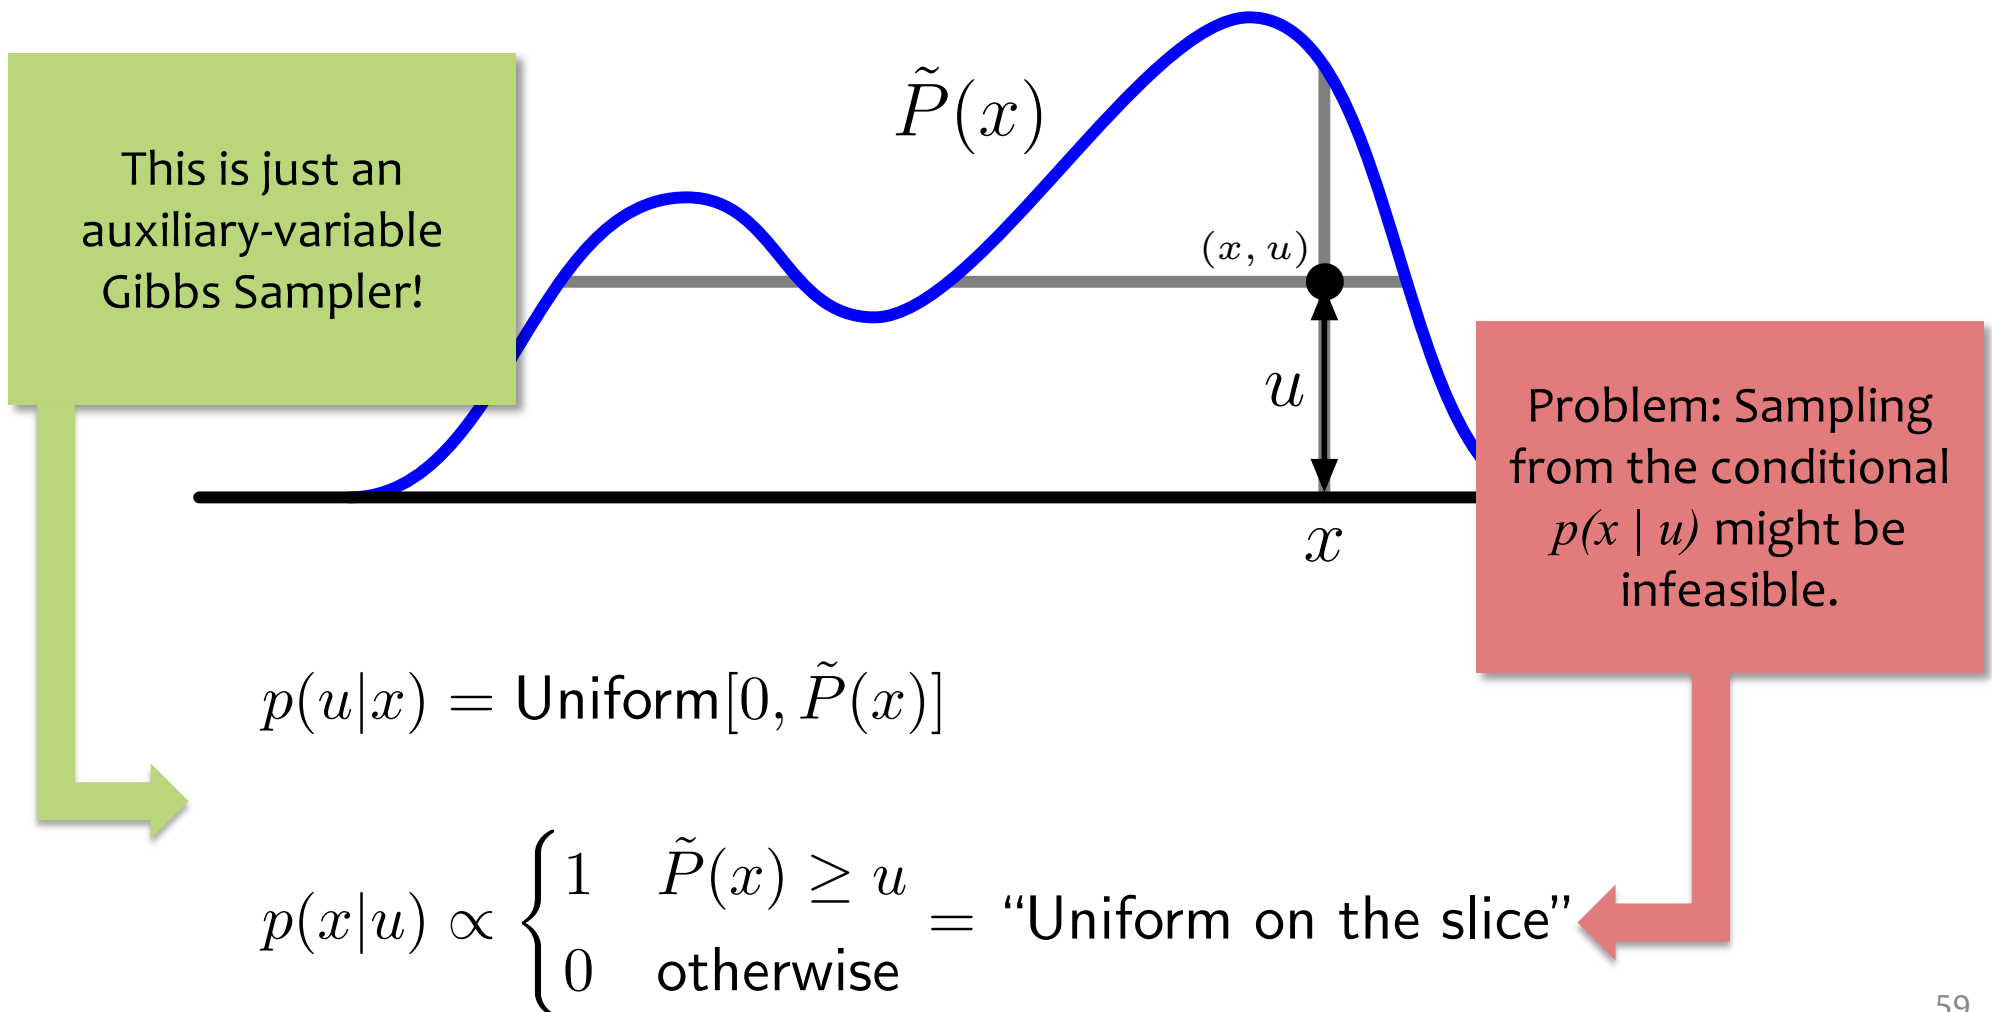 This is just an
auxiliary-variable
Gibbs Sampler!
P̃(x)
(x, u)
u
x
Problem: Sampling
from the conditional
p(x | u) might be
infeasible.
p(u|x) = Uniform[0, P̃(x)]
p(x|u) ∝ { 1 P̃(x) ≥ u
0 otherwise = “Uniform on the slice”
59